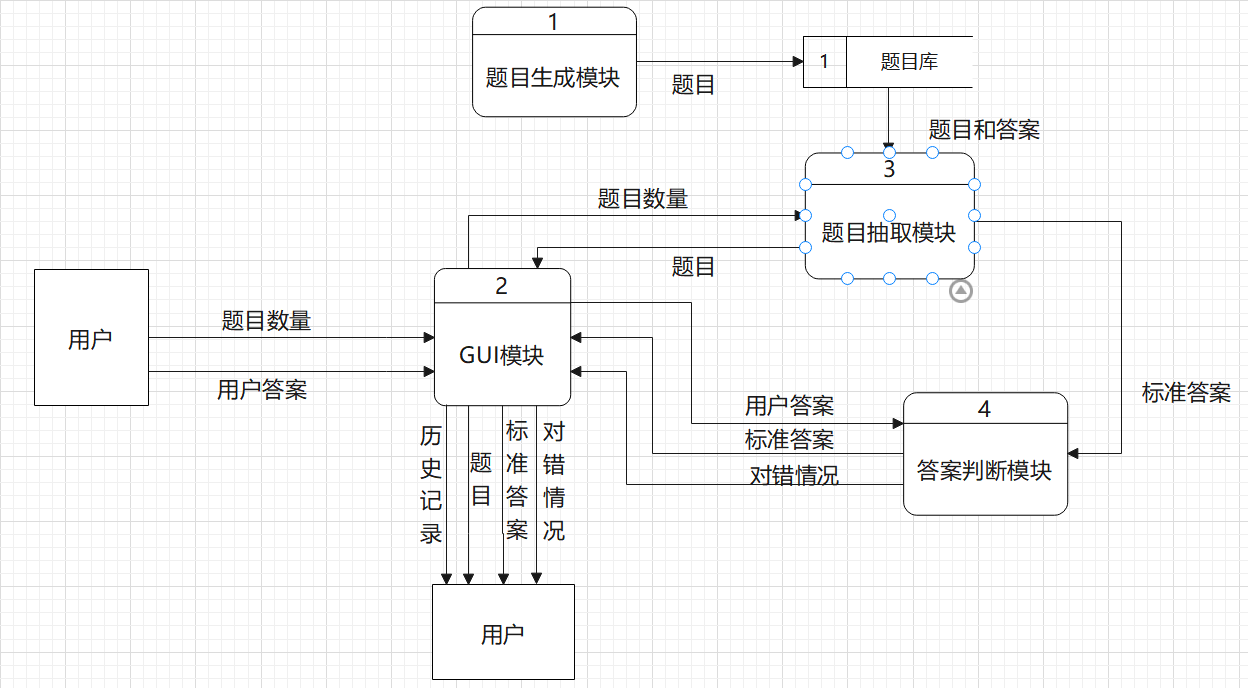 1
题目生成模块
题目
1
题目库
题目和答案
3
题目抽取模块
题目数量
题目
用户
题目数量
用户答案
2
GUI模块
用户答案
标准答案
对错情况
4
答案判断模块
标准答案
历史记录
题目
标准答案
对错情况
用户